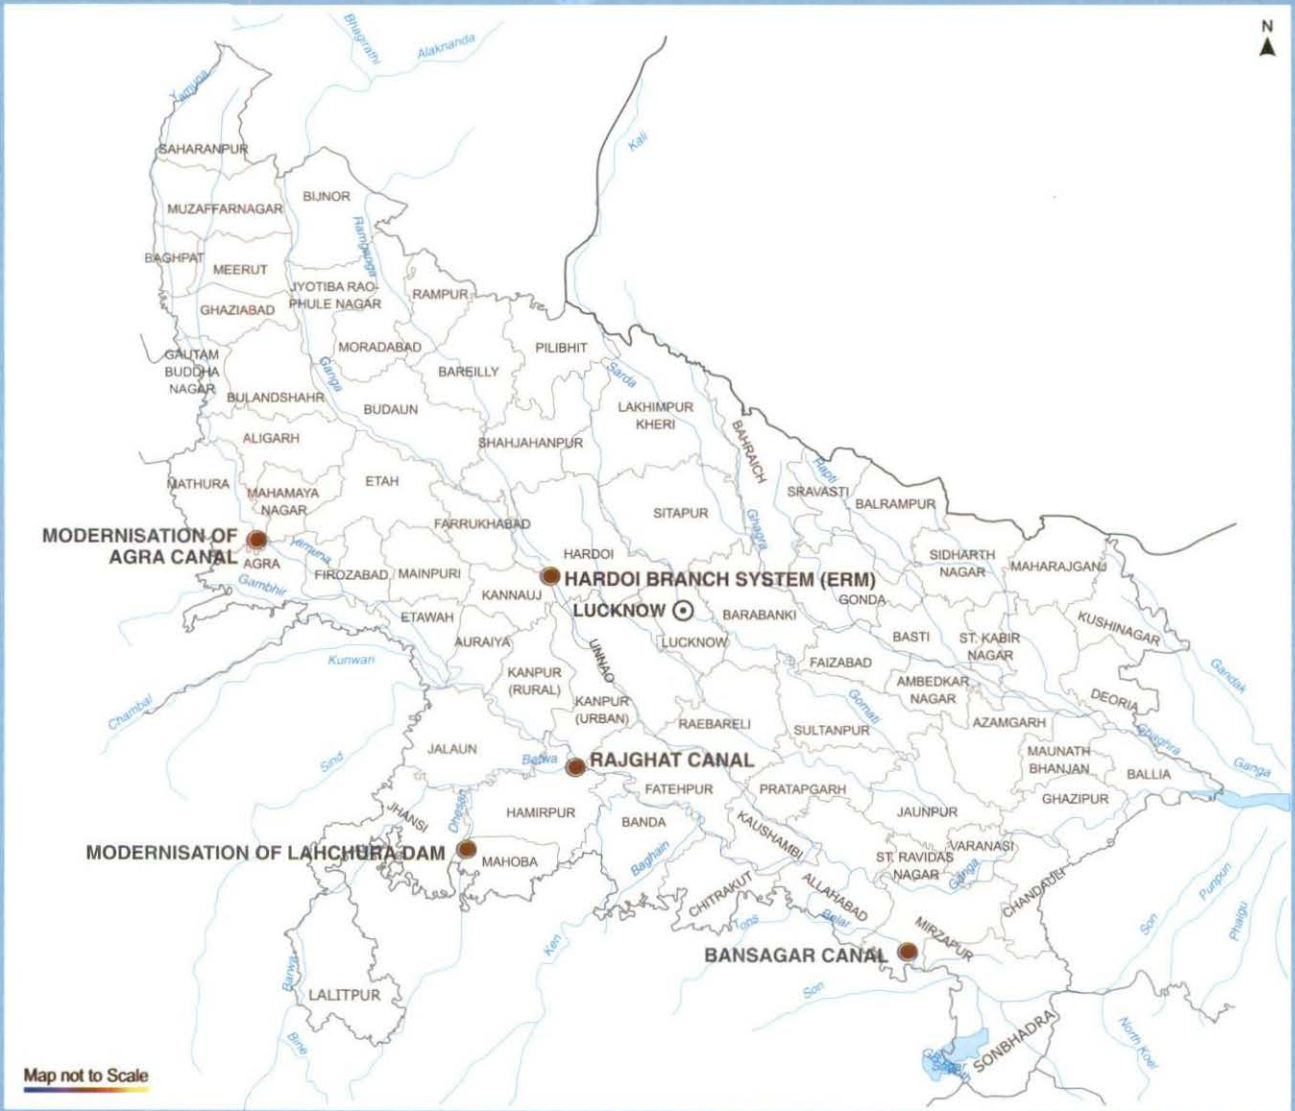 N
Bhagirathi
Alaknanda
Yamuna
Kali
SAHARANPUR
BIJNOR
MUZAFFARNAGAR
Ramganga
BAGHPAT
MEERUT
JYOTIBA RAO-
PHULE NAGAR
RAMPUR
GHAZIABAD
MORADABAD
PILIBHIT
GAUTAM
BUDDHA
NAGAR
Ganga
BAREILLY
Sarda
BULANDSHAHR
BUDAUN
LAKHIMPUR
KHERI
ALIGARH
SHAHJAHANPUR
BAHRAICH
MATHURA
ETAH
Rapti
MAHAMAYA
NAGAR
SRAVASTI
BALRAMPUR
FARRUKHABAD
SITAPUR
Ghagra
MODERNISATION OF
AGRA CANAL
Yamuna
HARDOI
SIDHARTH
NAGAR
MAHARAJGANJ
AGRA
FIROZABAD
MAINPURI
HARDOI BRANCH SYSTEM (ERM)
Gambhir
KANNAUJ
GONDA
LUCKNOW
BARABANKI
ETAWAH
KUSHINAGAR
AURAIYA
LUCKNOW
BASTI
ST. KABIR
NAGAR
Kunwari
UNNAO
FAIZABAD
KANPUR
(RURAL)
AMBEDKAR
NAGAR
Gandak
Chambal
KANPUR
(URBAN)
Gomati
DEORIA
RAEBARELI
SULTANPUR
AZAMGARH
Ghaghra
JALAUN
Betwa
RAJGHAT CANAL
MAUNATH
BHANJAN
BALLIA
Ganga
Sind
FATEHPUR
PRATAPGARH
GHAZIPUR
JHANSI
Dhesan
HAMIRPUR
BANDA
KAUSHAMBI
JAUNPUR
MODERNISATION OF LAHCHURA DAM
MAHOBA
Baghain
ST. RAVIDAS
NAGAR
VARANASI
Ganga
CHITRAKUT
ALLAHABAD
CHANDAULI
Punpun
Phalgu
Son
Tons
Belar
MIRZAPUR
Ken
BANSAGAR CANAL
Barwa
LALITPUR
Son
Bine
North Koel
SONBHADRA
Map not to Scale